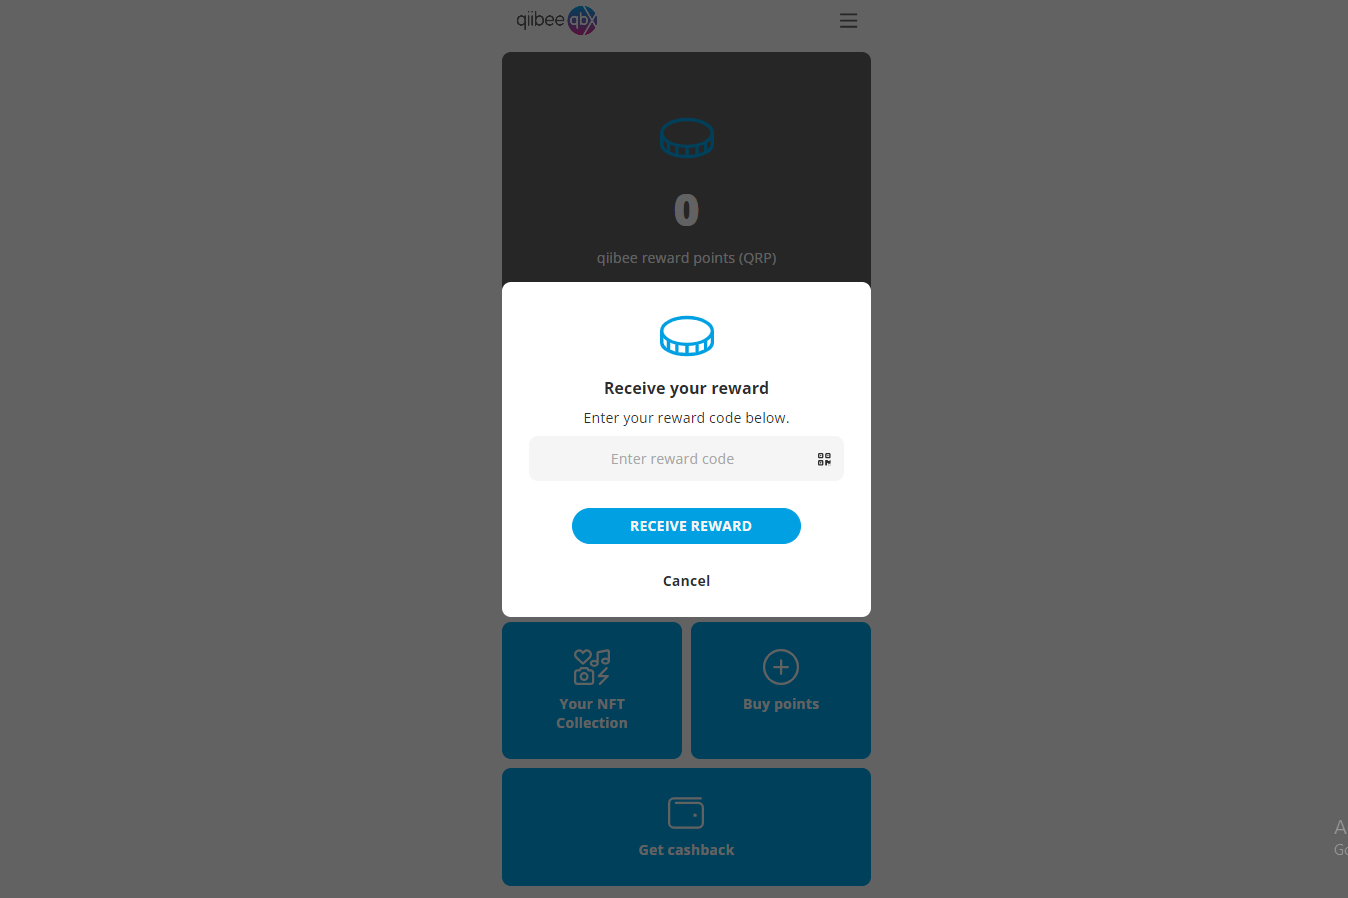 qiibee qbx
0
qiibee reward points (QRP)
Receive your reward
Enter your reward code below.
Enter reward code
RECEIVE REWARD
Cancel
Your NFT
Collection
Buy points
Get cashback